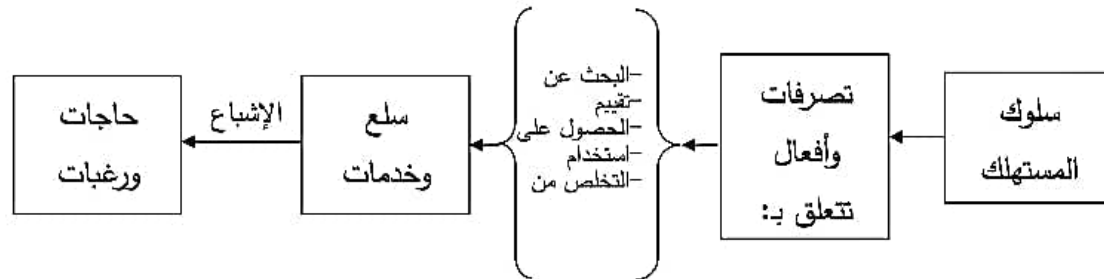 سلوك
المستهلك
تصرفات
وأفعال
تتعلق بـ:
-البحث عن
-تقييم
-الحصول على
-استخدام
-التخلص من
سلع
وخدمات
الإشباع
حاجات
ورغبات